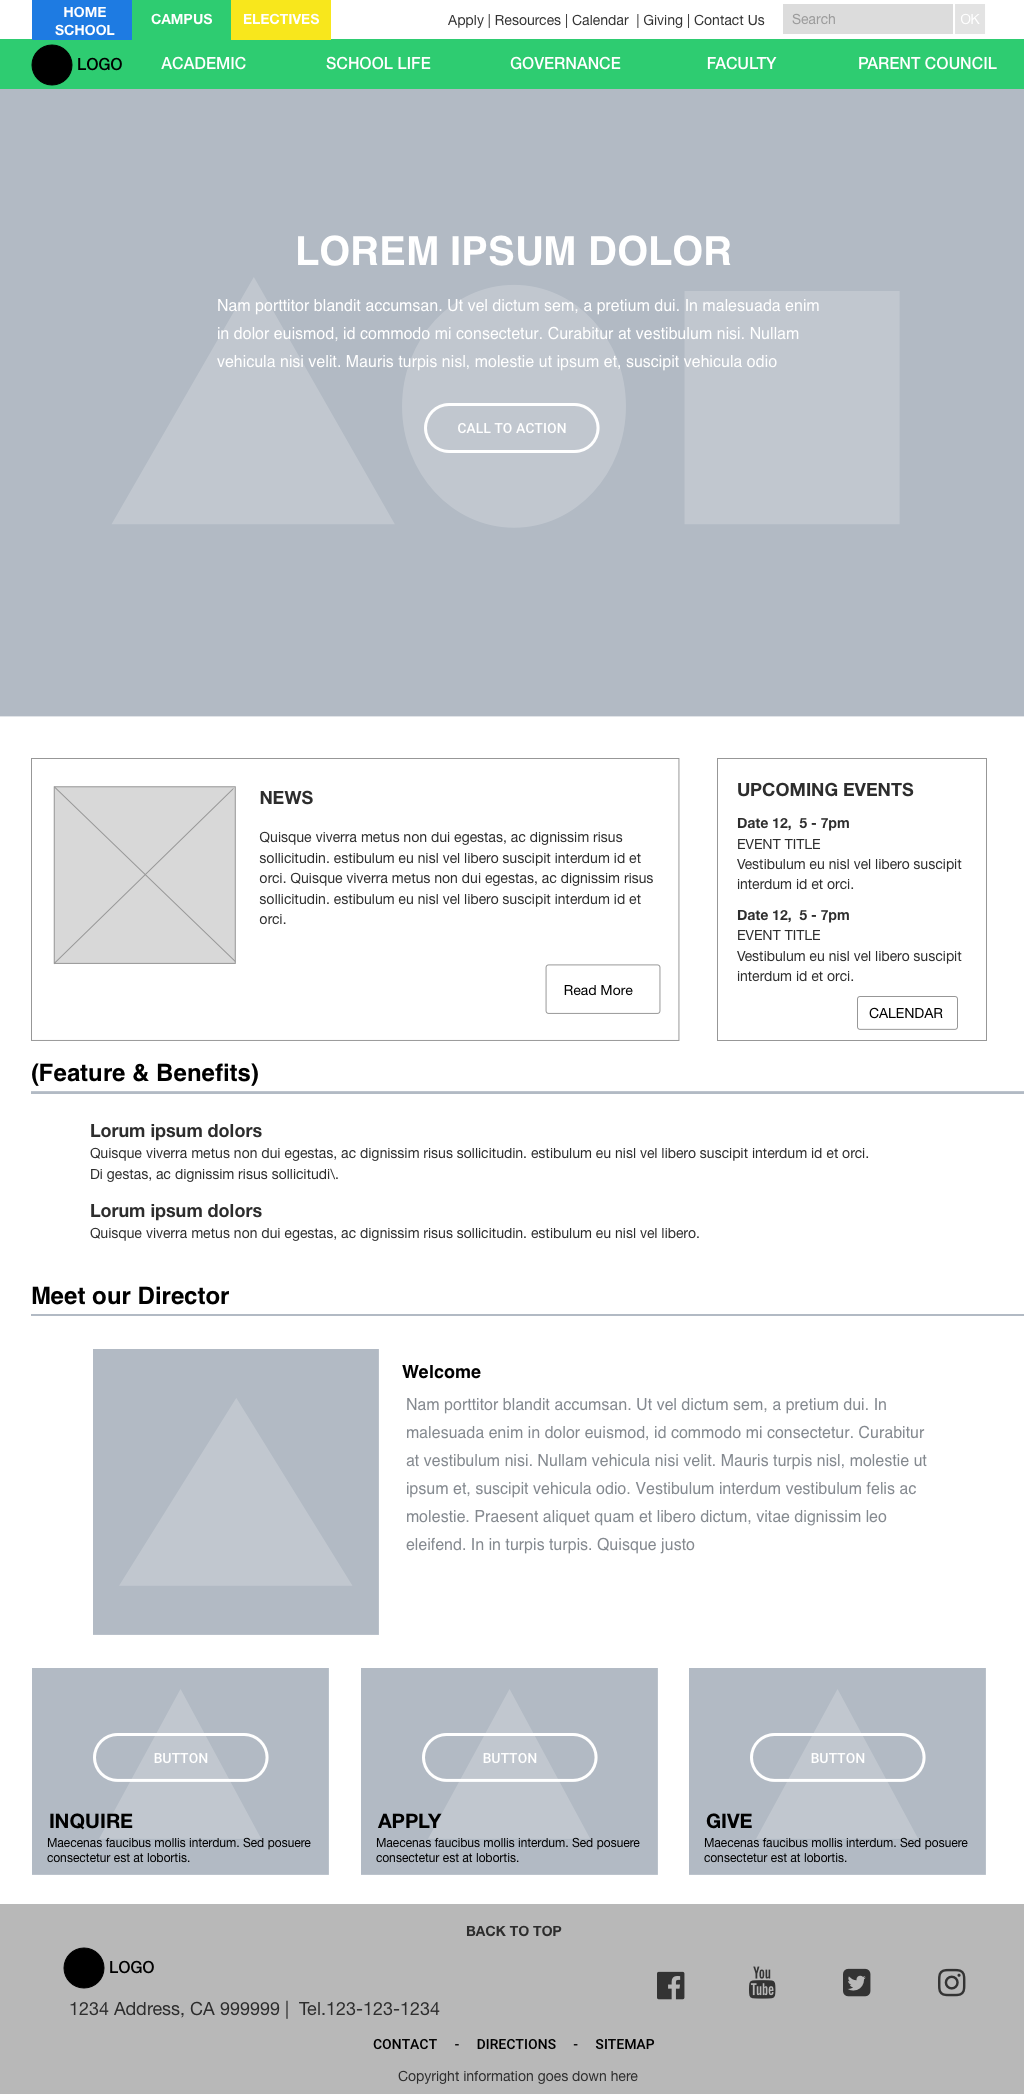 HOME
SCHOOL
CAMPUS
ELECTIVES
Apply | Resources | Calendar | Giving | Contact Us
Search
OK
LOGO
ACADEMIC
SCHOOL LIFE
GOVERNANCE
FACULTY
PARENT COUNCIL
LOREM IPSUM DOLOR
Nam porttitor blandit accumsan. Ut vel dictum sem, a pretium dui. In malesuada enim
in dolor euismod, id commodo mi consectetur. Curabitur at vestibulum nisi. Nullam
vehicula nisi velit. Mauris turpis nisl, molestie ut ipsum et, suscipit vehicula odio
CALL TO ACTION
NEWS
Quisque viverra metus non dui egestas, ac dignissim risus
sollicitudin. estibulum eu nisl vel libero suscipit interdum id et
orci. Quisque viverra metus non dui egestas, ac dignissim risus
sollicitudin. estibulum eu nisl vel libero suscipit interdum id et
orci.
Read More
UPCOMING EVENTS
Date 12, 5 - 7pm
EVENT TITLE
Vestibulum eu nisl vel libero suscipit
interdum id et orci.
Date 12, 5 - 7pm
EVENT TITLE
Vestibulum eu nisl vel libero suscipit
interdum id et orci.
CALENDAR
(Feature & Benefits)
Lorum ipsum dolors
Quisque viverra metus non dui egestas, ac dignissim risus sollicitudin. estibulum eu nisl vel libero suscipit interdum id et orci.
Di gestas, ac dignissim risus sollicitudi\.
Lorum ipsum dolors
Quisque viverra metus non dui egestas, ac dignissim risus sollicitudin. estibulum eu nisl vel libero.
Meet our Director
Welcome
Nam porttitor blandit accumsan. Ut vel dictum sem, a pretium dui. In
malesuada enim in dolor euismod, id commodo mi consectetur. Curabitur
at vestibulum nisi. Nullam vehicula nisi velit. Mauris turpis nisl, molestie ut
ipsum et, suscipit vehicula odio. Vestibulum interdum vestibulum felis ac
molestie. Praesent aliquet quam et libero dictum, vitae dignissim leo
eleifend. In in turpis turpis. Quisque justo
BUTTON
INQUIRE
Maecenas faucibus mollis interdum. Sed posuere
consectetur est at lobortis.
BUTTON
APPLY
Maecenas faucibus mollis interdum. Sed posuere
consectetur est at lobortis.
BUTTON
GIVE
Maecenas faucibus mollis interdum. Sed posuere
consectetur est at lobortis.
BACK TO TOP
LOGO
You
Tube
1234 Address, CA 999999 | Tel.123-123-1234
CONTACT - DIRECTIONS - SITEMAP
Copyright information goes down here